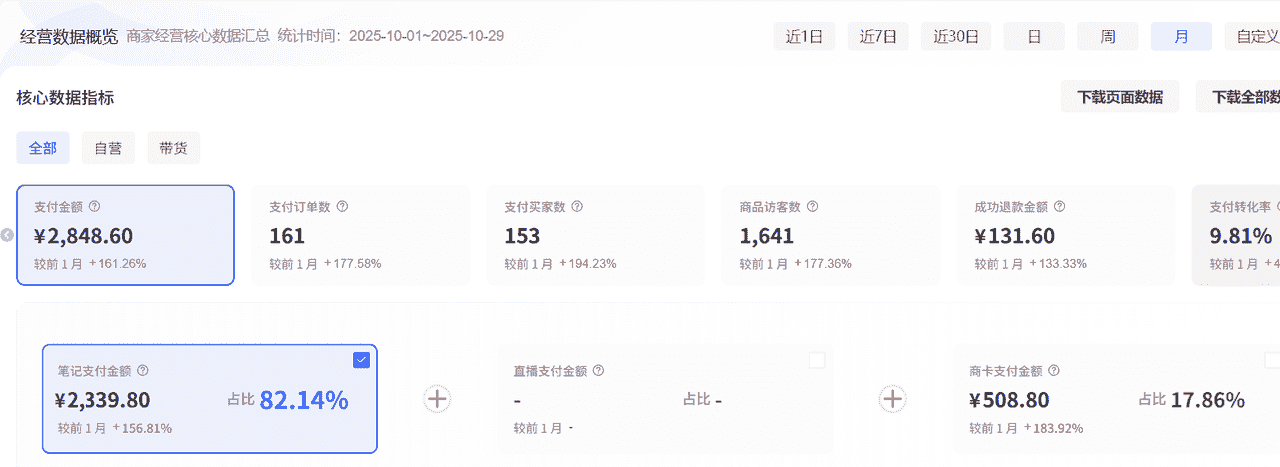 经营数据概览 商家经营核心数据汇总 统计时间：2025-10-01~2025-10-29 近1日 近7日 近30日 日 周 月 自定义
核心数据指标 下载页面数据 下载全部数
全部 自营 带货
支付金额 支付订单数 支付买家数 商品访客数 成功退款金额 支付转化率
¥2,848.60 161 153 1,641 ¥131.60 9.81%
较前1月 +161.26% 较前1月 +177.58% 较前1月 +194.23% 较前1月 +177.36% 较前1月 +133.33% 较前1月 +4
笔记支付金额 直播支付金额 商卡支付金额
¥2,339.80 占比 82.14% - 占比 - ¥508.80 占比 17.86%
较前1月 +156.81% 较前1月 - 较前1月 +183.92%